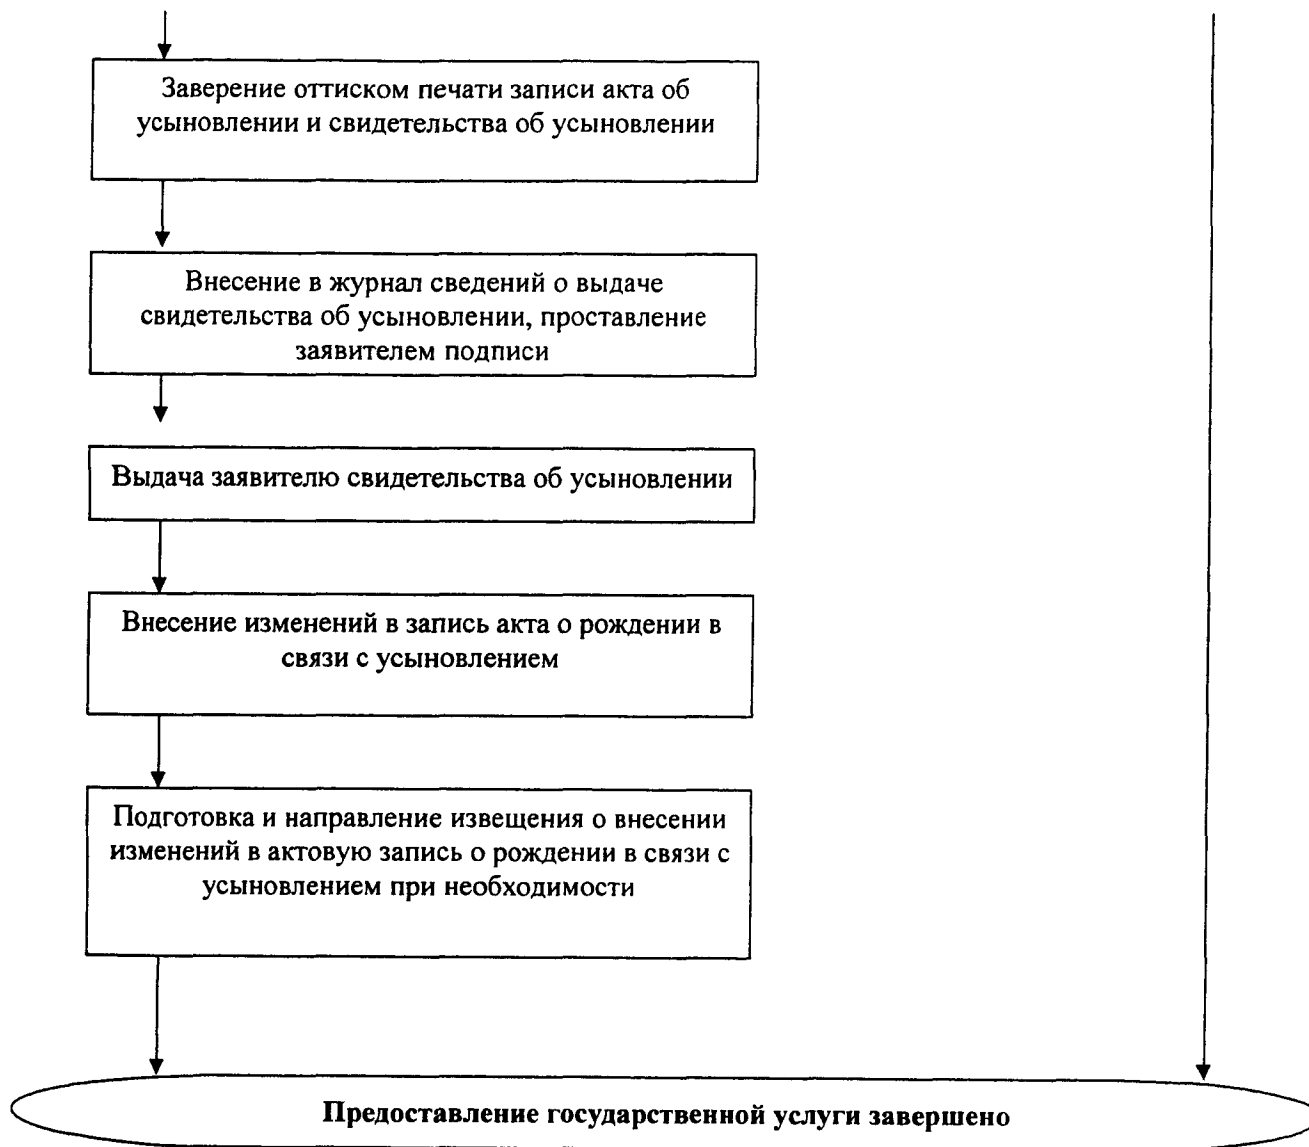 Заверение оттиском печати записи акта об
усыновлении и свидетельства об усыновлении
Внесение в журнал сведений о выдаче
свидетельства об усыновлении, проставление
заявителем подписи
Выдача заявителю свидетельства об усыновлении
Внесение изменений в запись акта о рождении в
связи с усыновлением
Подготовка и направление извещения о внесении
изменений в актовую запись о рождении в связи с
усыновлением при необходимости
Предоставление государственной услуги завершено